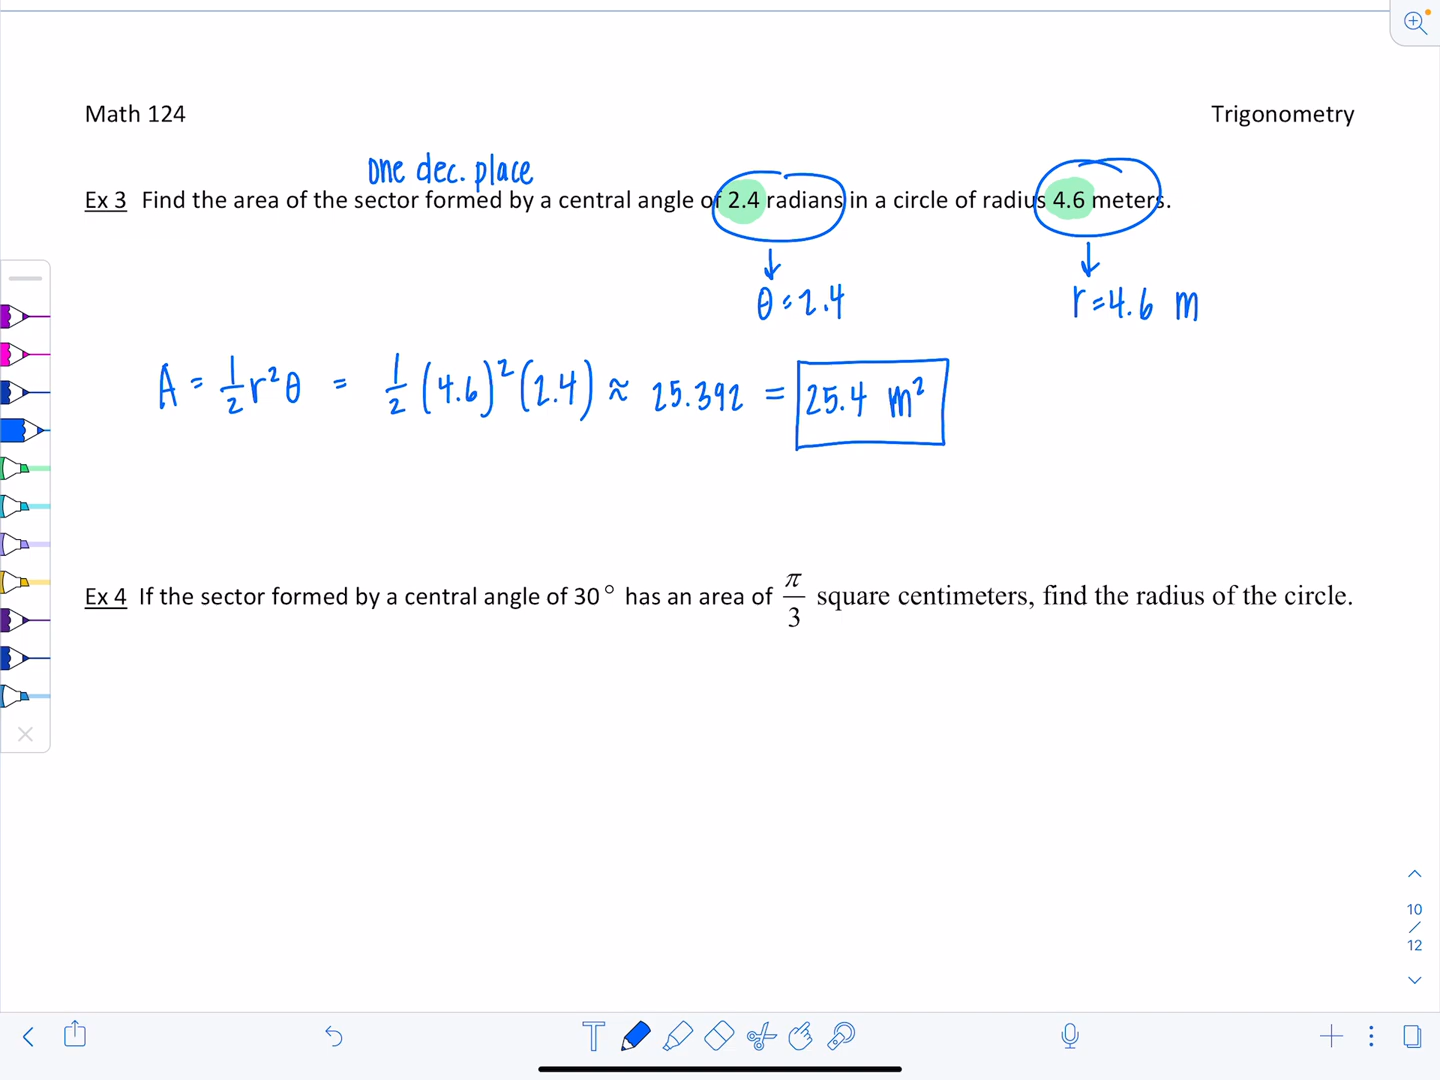 Math 124 Trigonometry
one dec. place
Ex 3 Find the area of the sector formed by a central angle of 2.4 radians in a circle of radius 4.6 meters.
θ = 2.4 r = 4.6 m
A = 1/2 r²θ = 1/2 (4.6)² (2.4) ≈ 25.392 = 25.4 m²
Ex 4 If the sector formed by a central angle of 30° has an area of π/3 square centimeters, find the radius of the circle.
10
/
12
T